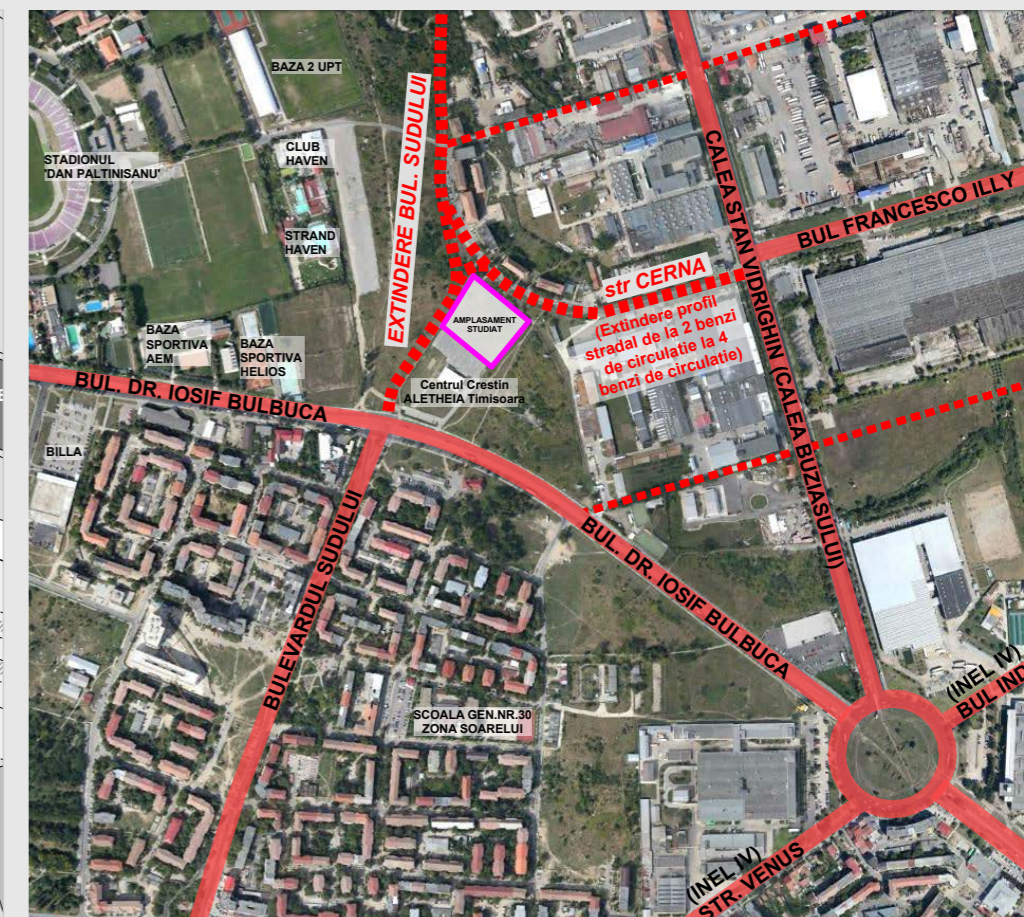 BAZA 2 UPT
EXTINDERE BUL. SUDULUI
CLUB
HAVEN
STADIONUL
'DAN PALTINISANU'
STRAND
HAVEN
CALEA STAN VIDRIGHIN (CALEA BUZIASULUI)
BUL FRANCESCO ILLY
str CERNA
(Extindere profil
stradal de la 2 benzi
de circulatie la 4
benzi de circulatie)
AMPLASAMENT
STUDIAT
BAZA
SPORTIVA
AEM
BAZA
SPORTIVA
HELIOS
Centrul Crestin
ALETHEIA Timisoara
BUL. DR. IOSIF BULBUCA
BILLA
BULEVARDUL SUDULUI
BUL. DR. IOSIF BULBUCA
SCOALA GEN.NR.30
ZONA SOARELUI
(INEL IV)
BUL IND
(INEL IV)
STR. VENUS